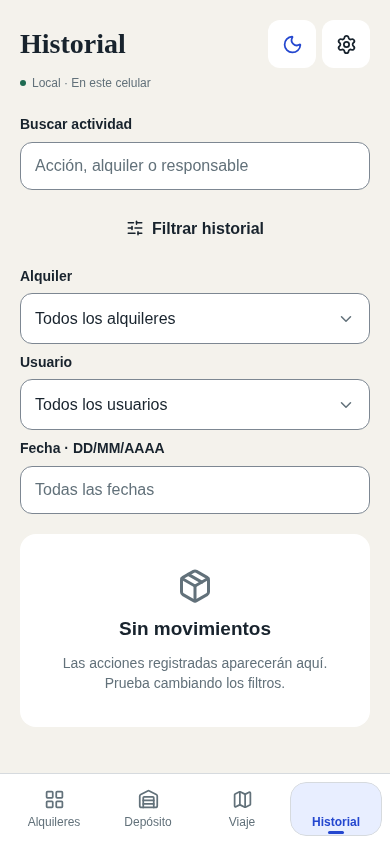 Historial
Local · En este celular
Buscar actividad
Acción, alquiler o responsable
Filtrar historial
Alquiler
Todos los alquileres
Usuario
Todos los usuarios
Fecha · DD/MM/AAAA
Todas las fechas
Sin movimientos
Las acciones registradas aparecerán aquí.
Prueba cambiando los filtros.
Alquileres
Depósito
Viaje
Historial